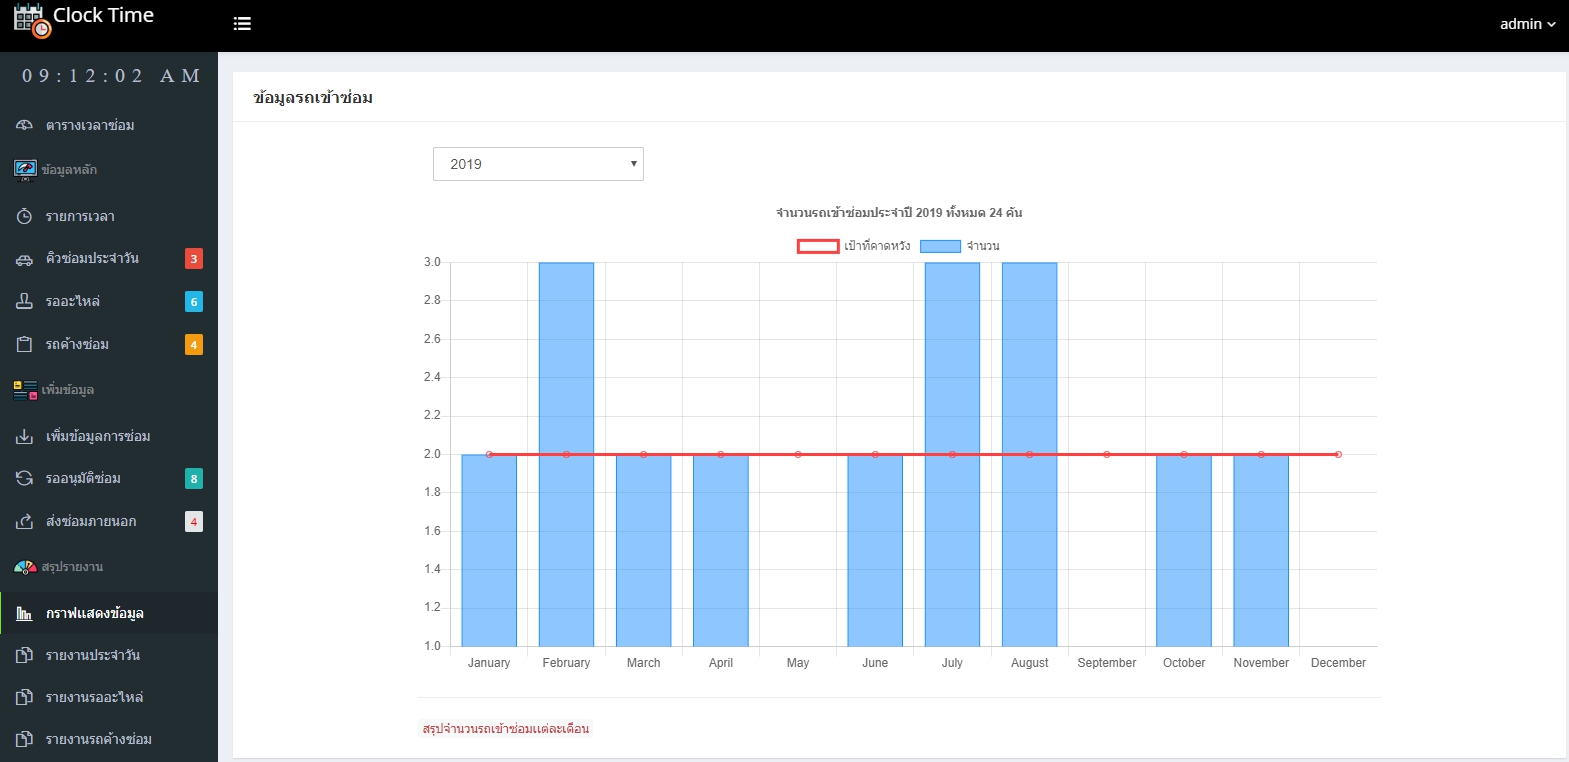 Clock Time
admin
09:12:02 AM
ตารางเวลาซ่อม
ข้อมูลหลัก
รายการเวลา
คิวซ่อมประจำวัน 3
รออะไหล่ 6
รถค้างซ่อม 4
เพิ่มข้อมูล
เพิ่มข้อมูลการซ่อม
รออนุมัติซ่อม 8
ส่งซ่อมภายนอก 4
สรุปรายงาน
กราฟแสดงข้อมูล
รายงานประจำวัน
รายงานรออะไหล่
รายงานรถค้างซ่อม
ข้อมูลรถเข้าซ่อม
2019
จำนวนรถเข้าซ่อมประจำปี 2019 ทั้งหมด 24 คัน
เป้าที่คาดหวัง จำนวน
3.0
2.8
2.6
2.4
2.2
2.0
1.8
1.6
1.4
1.2
1.0
January February March April May June July August September October November December
สรุปจำนวนรถเข้าซ่อมแต่ละเดือน